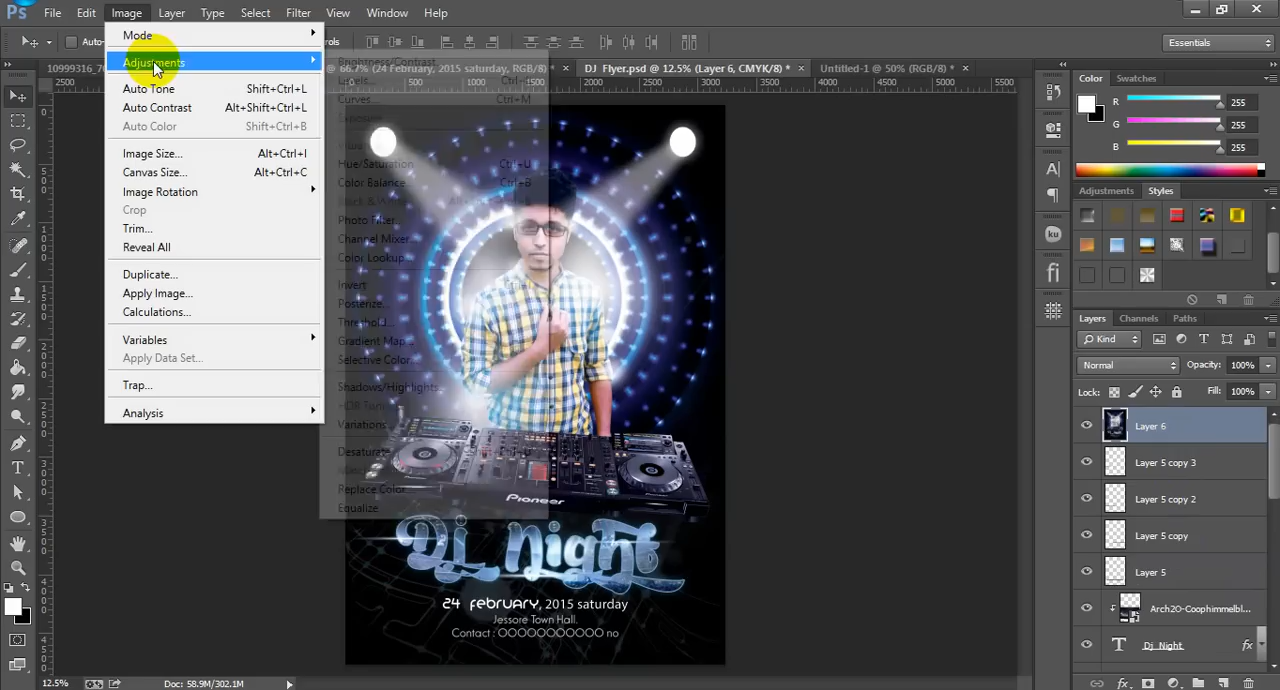 Ps File Edit Image Layer Type Select Filter View Window Help
Auto-
Essentials
10999316_7
@ 66.7% (24 February, 2015 saturday, RGB/8) * ×
DJ Flyer.psd @ 12.5% (Layer 6, CMYK/8) * ×
Untitled-1 @ 50% (RGB/8) * ×
2500 500 1000 1500 2000 2500 3000 3500 4000 4500 5000 5500
Mode
Adjustments
Auto Tone Shift+Ctrl+L
Auto Contrast Alt+Shift+Ctrl+L
Auto Color Shift+Ctrl+B
Image Size... Alt+Ctrl+I
Canvas Size... Alt+Ctrl+C
Image Rotation
Crop
Trim...
Reveal All
Duplicate...
Apply Image...
Calculations...
Variables
Apply Data Set...
Trap...
Analysis
Brightness/Contrast...
Levels... Ctrl+L
Curves... Ctrl+M
Exposure...
Hue/Saturation... Ctrl+U
Color Balance... Ctrl+B
Black & White...
Photo Filter...
Channel Mixer...
Color Lookup...
Invert Ctrl+I
Posterize...
Threshold...
Gradient Map...
Selective Color...
Shadows/Highlights...
HDR Toning...
Variations...
Desaturate
Replace Color...
Equalize
Pioneer
Dj Night
24 february, 2015 saturday
Jessore Town Hall.
Contact : OOOOOOOOOOO no
Color Swatches
R 255
G 255
B 255
Adjustments Styles
Layers Channels Paths
Kind
Normal Opacity: 100%
Lock: Fill: 100%
Layer 6
Layer 5 copy 3
Layer 5 copy 2
Layer 5 copy
Layer 5
Arch2O-Coophimmelbl...
T Dj Night fx
12.5% Doc: 58.9M/302.1M